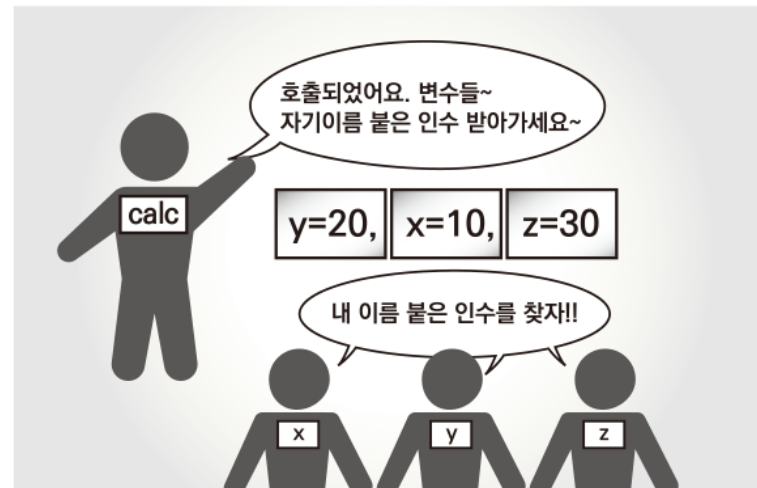 호출되었어요. 변수들~
자기이름 붙은 인수 받아가세요~
calc
y=20, x=10, z=30
내 이름 붙은 인수를 찾자!!
x y z